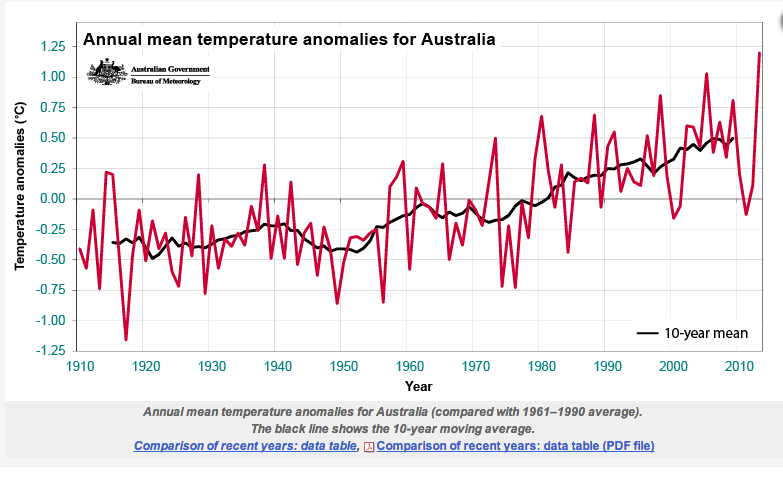 Annual mean temperature anomalies for Australia
Australian Government
Bureau of Meteorology
Temperature anomalies (°C)
1.25
1.00
0.75
0.50
0.25
0.00
-0.25
-0.50
-0.75
-1.00
-1.25
10-year mean
1910 1920 1930 1940 1950 1960 1970 1980 1990 2000 2010
Year
Annual mean temperature anomalies for Australia (compared with 1961–1990 average).
The black line shows the 10-year moving average.
Comparison of recent years: data table, Comparison of recent years: data table (PDF file)